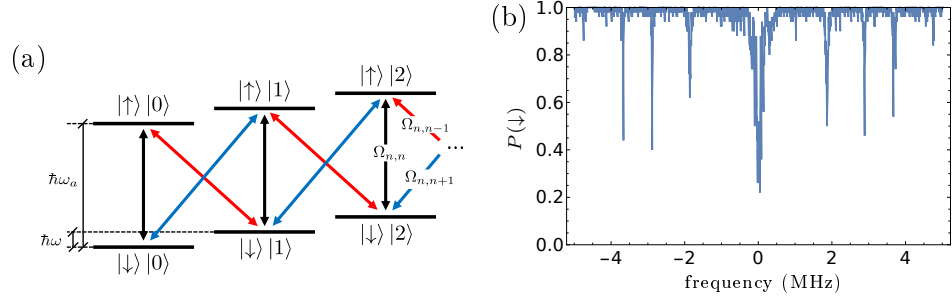 (a)
|↑⟩ |0⟩ |↑⟩ |1⟩ |↑⟩ |2⟩
Ω_{n,n−1}
Ω_{n,n} ...
Ω_{n,n+1}
ℏω_a
ℏω
|↓⟩ |0⟩ |↓⟩ |1⟩ |↓⟩ |2⟩
(b)
1.0
0.8
0.6
0.4
0.2
0.0
P(↓)
−4 −2 0 2 4
frequency (MHz)